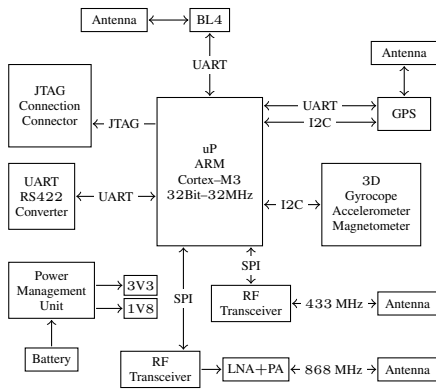 Antenna
BL4
UART
Antenna
JTAG
Connection
Connector
JTAG
uP
ARM
Cortex–M3
32Bit–32MHz
UART
I2C
GPS
UART
RS422
Converter
UART
I2C
3D
Gyrocope
Accelerometer
Magnetometer
SPI
SPI
Power
Management
Unit
3V3
1V8
RF
Transceiver
433 MHz
Antenna
Battery
RF
Transceiver
LNA+PA
868 MHz
Antenna